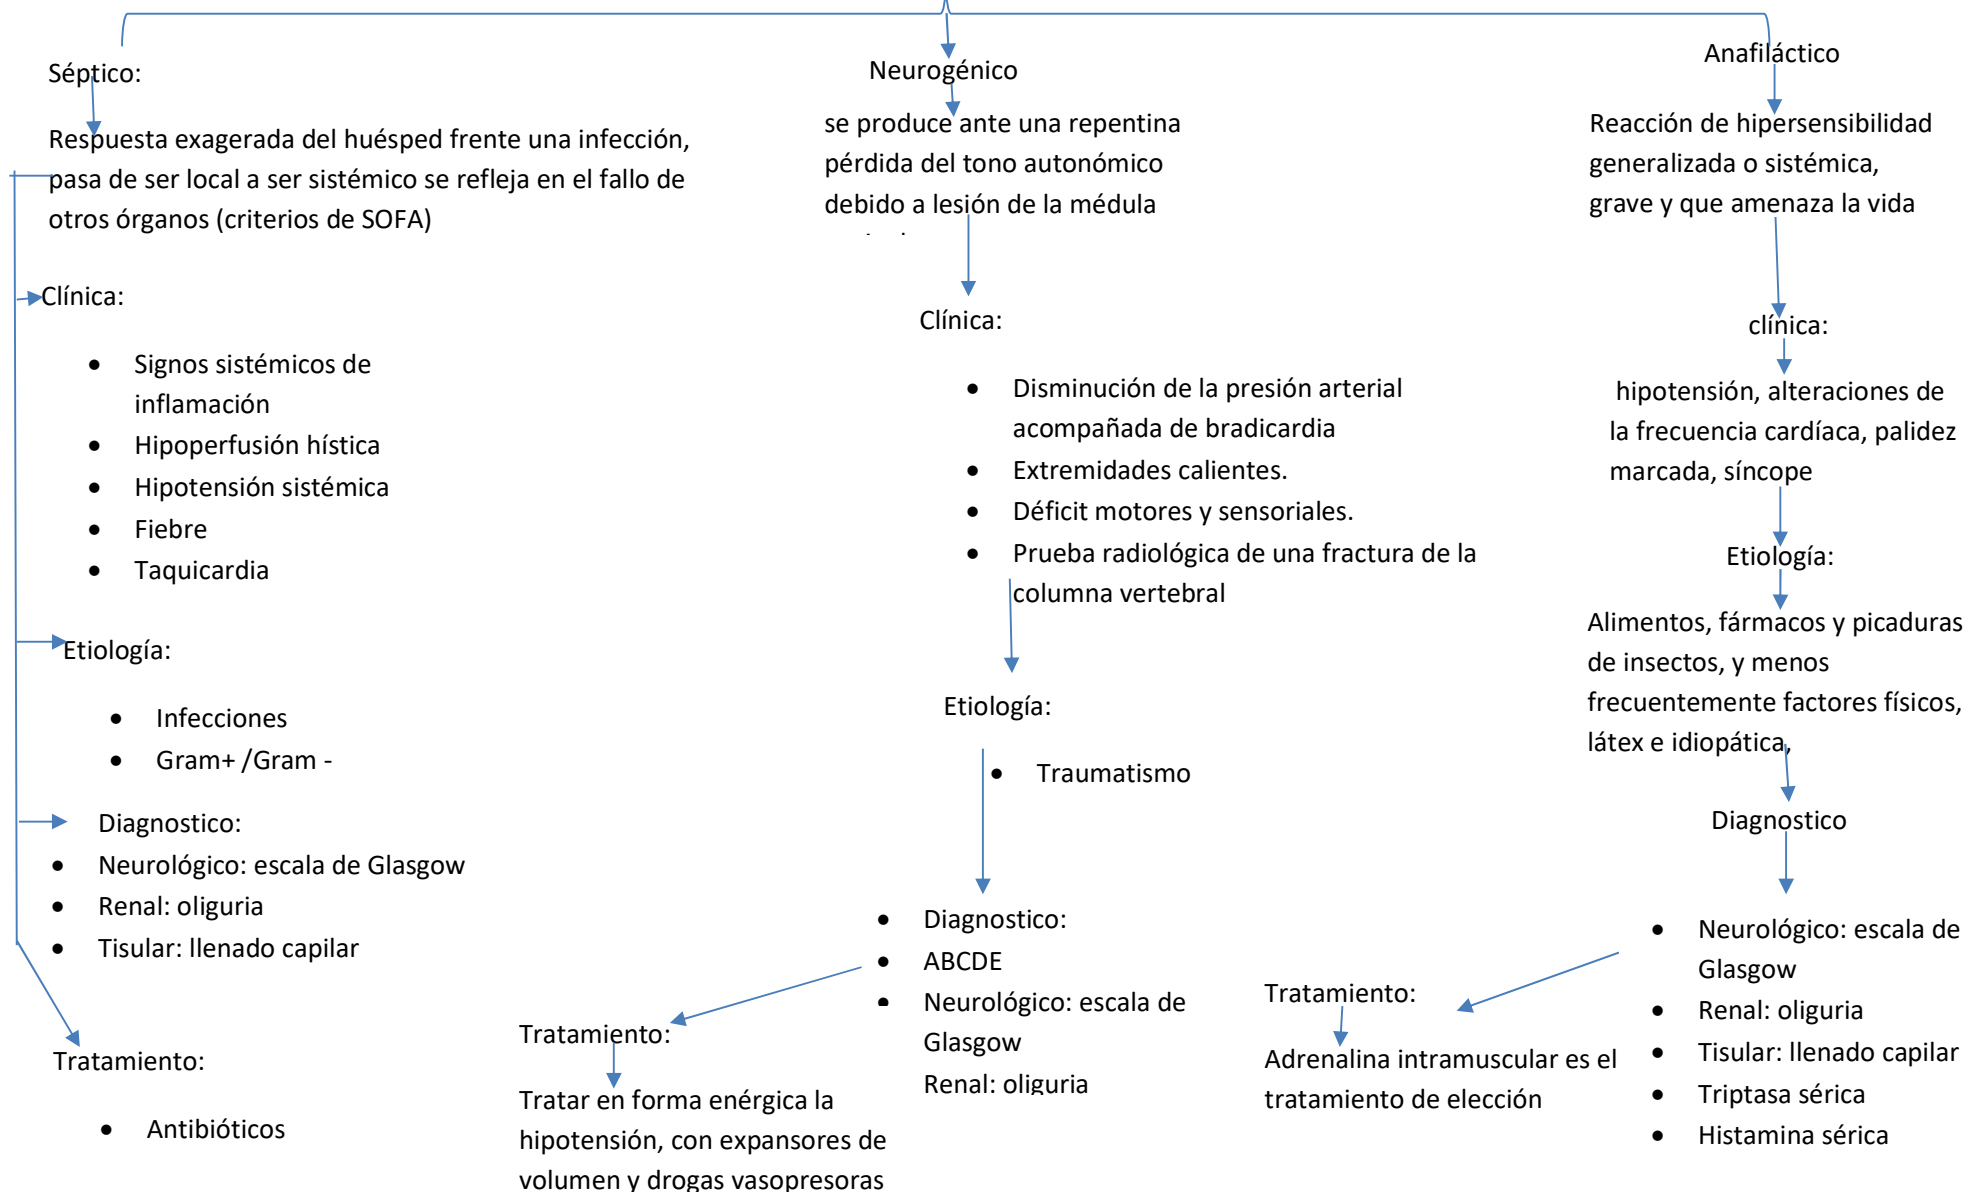 Séptico:
Respuesta exagerada del huésped frente una infección,
pasa de ser local a ser sistémico se refleja en el fallo de
otros órganos (criterios de SOFA)
Clínica:
• Signos sistémicos de
inflamación
• Hipoperfusión hística
• Hipotensión sistémica
• Fiebre
• Taquicardia
Etiología:
• Infecciones
• Gram+ /Gram -
Diagnostico:
• Neurológico: escala de Glasgow
• Renal: oliguria
• Tisular: llenado capilar
Tratamiento:
• Antibióticos
Neurogénico
se produce ante una repentina
pérdida del tono autonómico
debido a lesión de la médula
Clínica:
• Disminución de la presión arterial
acompañada de bradicardia
• Extremidades calientes.
• Déficit motores y sensoriales.
• Prueba radiológica de una fractura de la
columna vertebral
Etiología:
• Traumatismo
• Diagnostico:
• ABCDE
• Neurológico: escala de
Glasgow
Renal: oliguria
Tratamiento:
Tratar en forma enérgica la
hipotensión, con expansores de
volumen y drogas vasopresoras
Anafiláctico
Reacción de hipersensibilidad
generalizada o sistémica,
grave y que amenaza la vida
clínica:
hipotensión, alteraciones de
la frecuencia cardíaca, palidez
marcada, síncope
Etiología:
Alimentos, fármacos y picaduras
de insectos, y menos
frecuentemente factores físicos,
látex e idiopática,
Diagnostico
• Neurológico: escala de
Glasgow
• Renal: oliguria
• Tisular: llenado capilar
• Triptasa sérica
• Histamina sérica
Tratamiento:
Adrenalina intramuscular es el
tratamiento de elección